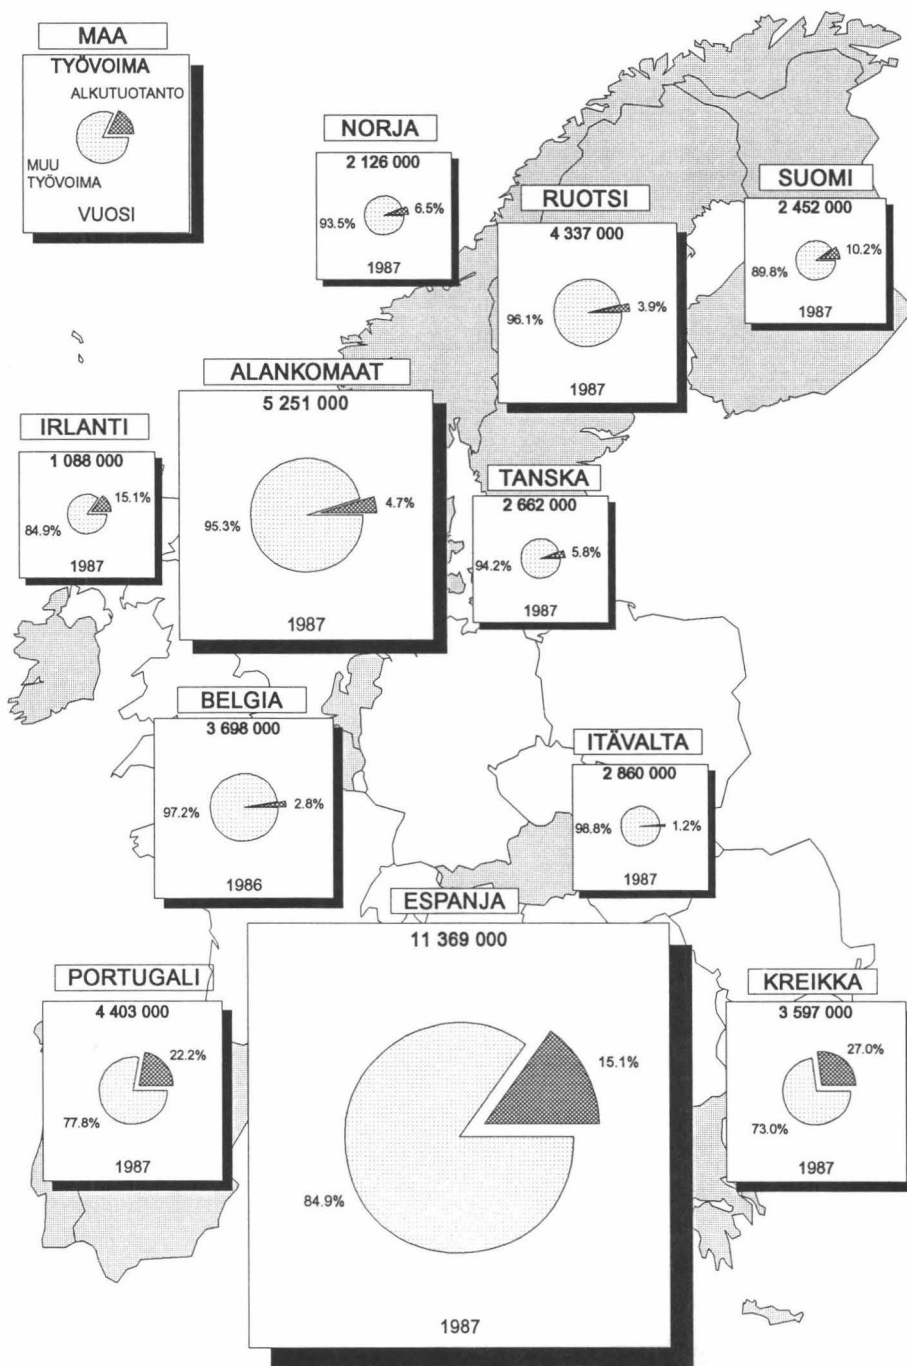 MAA
TYÖVOIMA
ALKUTUOTANTO
MUU
TYÖVOIMA
VUOSI
NORJA
2 126 000
93.5%
6.5%
1987
RUOTSI
4 337 000
96.1%
3.9%
1987
SUOMI
2 452 000
89.8%
10.2%
1987
ALANKOMAAT
5 251 000
95.3%
4.7%
1987
IRLANTI
1 088 000
84.9%
15.1%
1987
TANSKA
2 662 000
94.2%
5.8%
1987
BELGIA
3 698 000
97.2%
2.8%
1986
ITÄVALTA
2 860 000
98.8%
1.2%
1987
ESPANJA
11 369 000
15.1%
84.9%
1987
PORTUGALI
4 403 000
22.2%
77.8%
1987
KREIKKA
3 597 000
27.0%
73.0%
1987